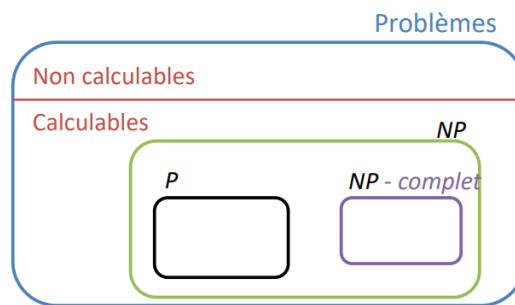 Problèmes
Non calculables
Calculables
NP
P
NP - complet